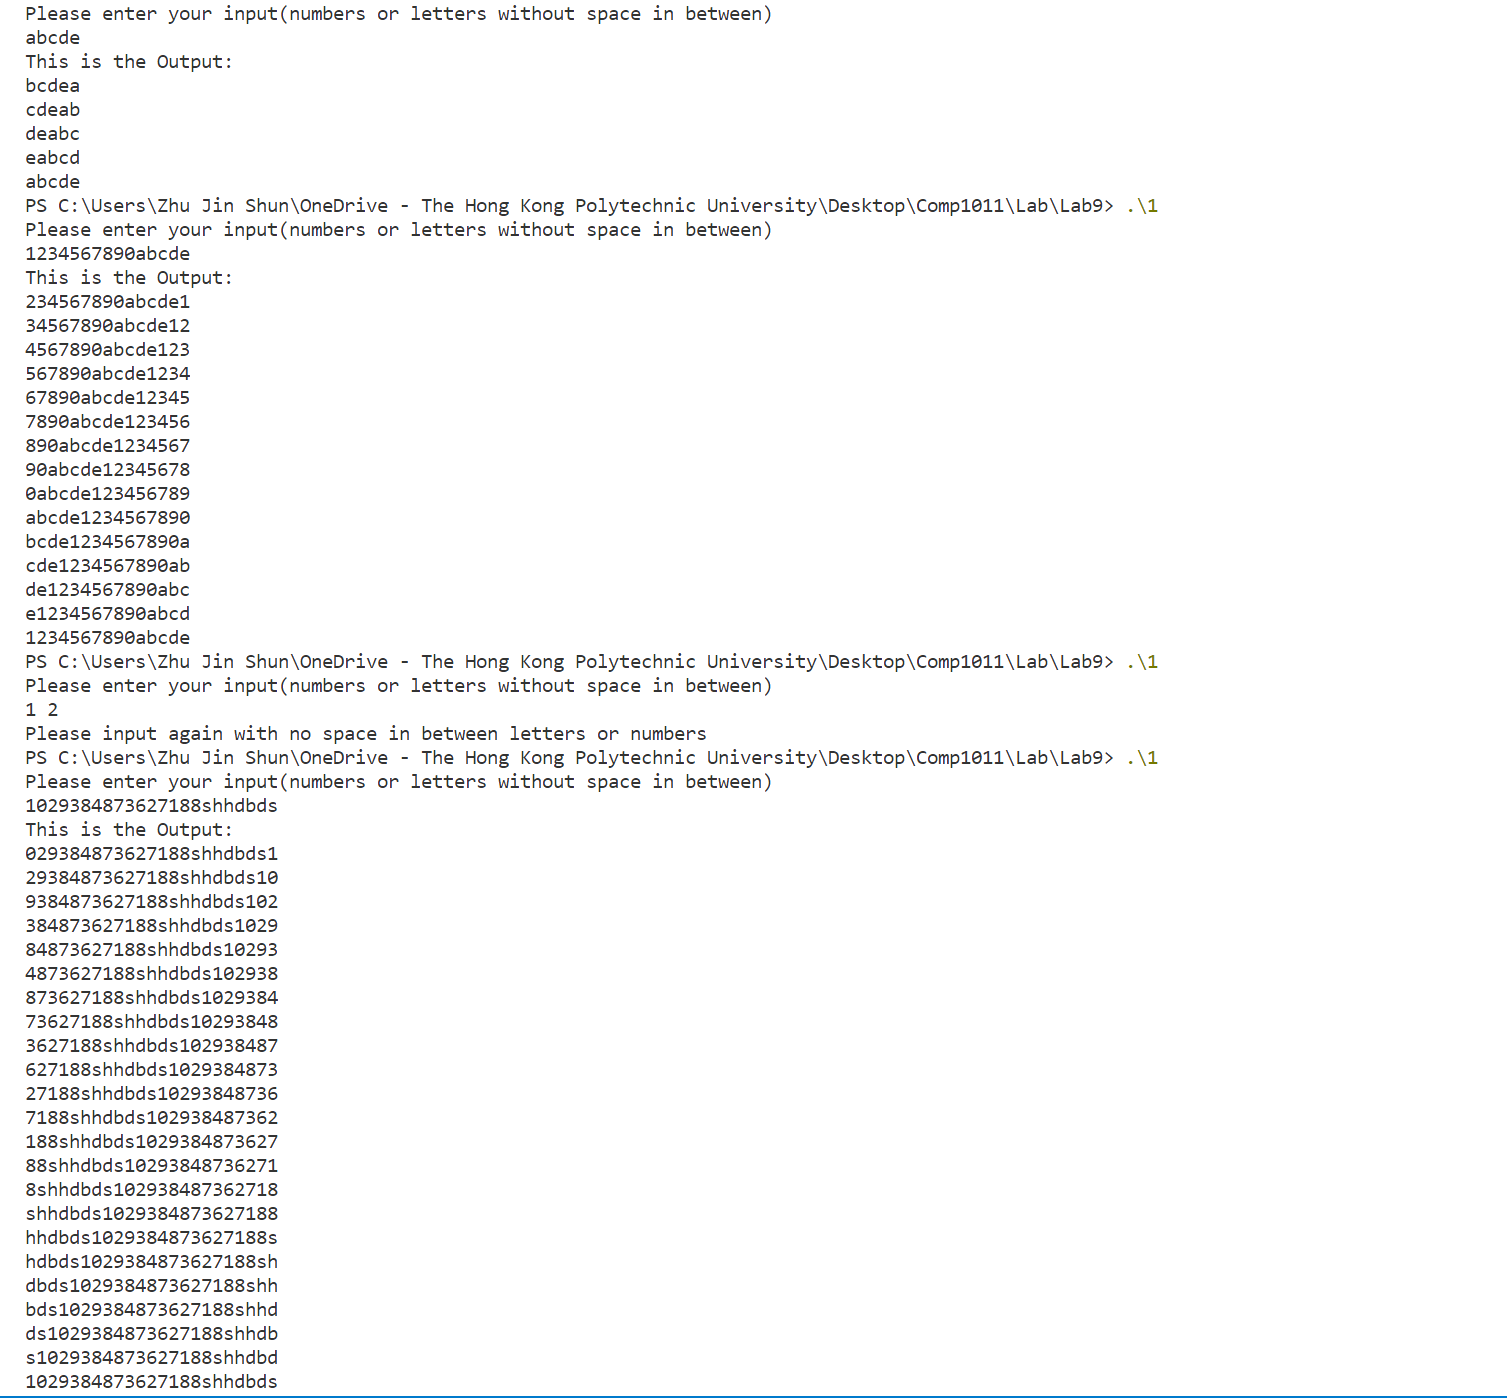 Please enter your input(numbers or letters without space in between)
abcde
This is the Output:
bcdea
cdeab
deabc
eabcd
abcde
PS C:\Users\Zhu Jin Shun\OneDrive - The Hong Kong Polytechnic University\Desktop\Comp1011\Lab\Lab9> .\1
Please enter your input(numbers or letters without space in between)
1234567890abcde
This is the Output:
234567890abcde1
34567890abcde12
4567890abcde123
567890abcde1234
67890abcde12345
7890abcde123456
890abcde1234567
90abcde12345678
0abcde123456789
abcde1234567890
bcde1234567890a
cde1234567890ab
de1234567890abc
e1234567890abcd
1234567890abcde
PS C:\Users\Zhu Jin Shun\OneDrive - The Hong Kong Polytechnic University\Desktop\Comp1011\Lab\Lab9> .\1
Please enter your input(numbers or letters without space in between)
1 2
Please input again with no space in between letters or numbers
PS C:\Users\Zhu Jin Shun\OneDrive - The Hong Kong Polytechnic University\Desktop\Comp1011\Lab\Lab9> .\1
Please enter your input(numbers or letters without space in between)
1029384873627188shhdbds
This is the Output:
029384873627188shhdbds1
29384873627188shhdbds10
9384873627188shhdbds102
384873627188shhdbds1029
84873627188shhdbds10293
4873627188shhdbds102938
873627188shhdbds1029384
73627188shhdbds10293848
3627188shhdbds102938487
627188shhdbds1029384873
27188shhdbds10293848736
7188shhdbds102938487362
188shhdbds1029384873627
88shhdbds10293848736271
8shhdbds102938487362718
shhdbds1029384873627188
hhdbds1029384873627188s
hdbds1029384873627188sh
dbds1029384873627188shh
bds1029384873627188shhd
ds1029384873627188shhdb
s1029384873627188shhdbd
1029384873627188shhdbds